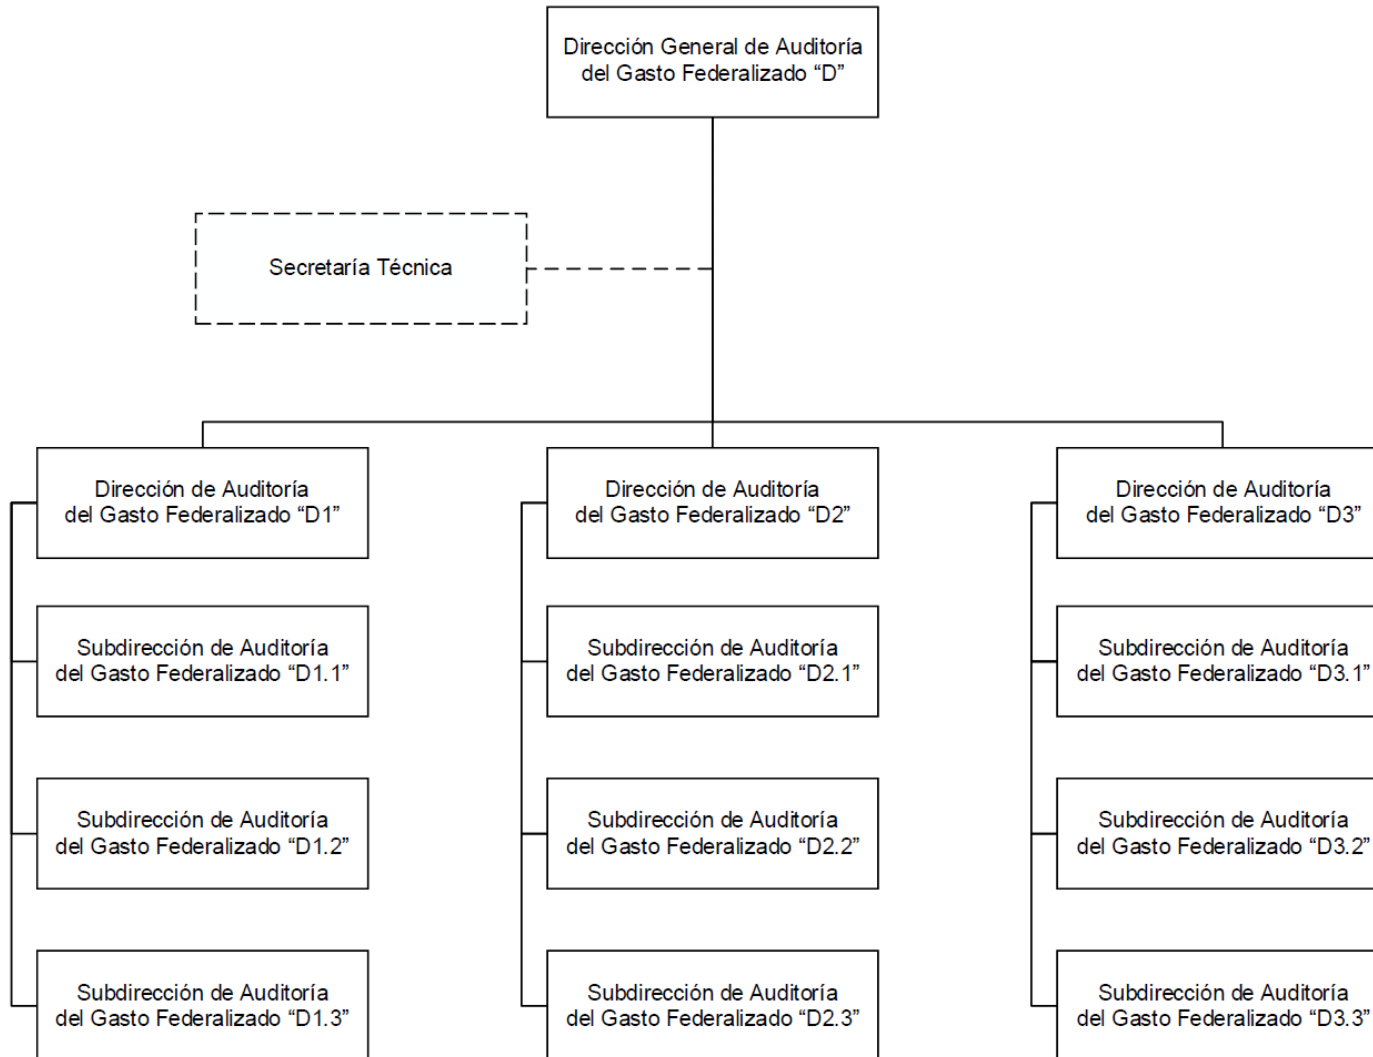 Dirección General de Auditoría
del Gasto Federalizado “D”
Secretaría Técnica
Dirección de Auditoría
del Gasto Federalizado “D1”
Dirección de Auditoría
del Gasto Federalizado “D2”
Dirección de Auditoría
del Gasto Federalizado “D3”
Subdirección de Auditoría
del Gasto Federalizado “D1.1”
Subdirección de Auditoría
del Gasto Federalizado “D2.1”
Subdirección de Auditoría
del Gasto Federalizado “D3.1”
Subdirección de Auditoría
del Gasto Federalizado “D1.2”
Subdirección de Auditoría
del Gasto Federalizado “D2.2”
Subdirección de Auditoría
del Gasto Federalizado “D3.2”
Subdirección de Auditoría
del Gasto Federalizado “D1.3”
Subdirección de Auditoría
del Gasto Federalizado “D2.3”
Subdirección de Auditoría
del Gasto Federalizado “D3.3”